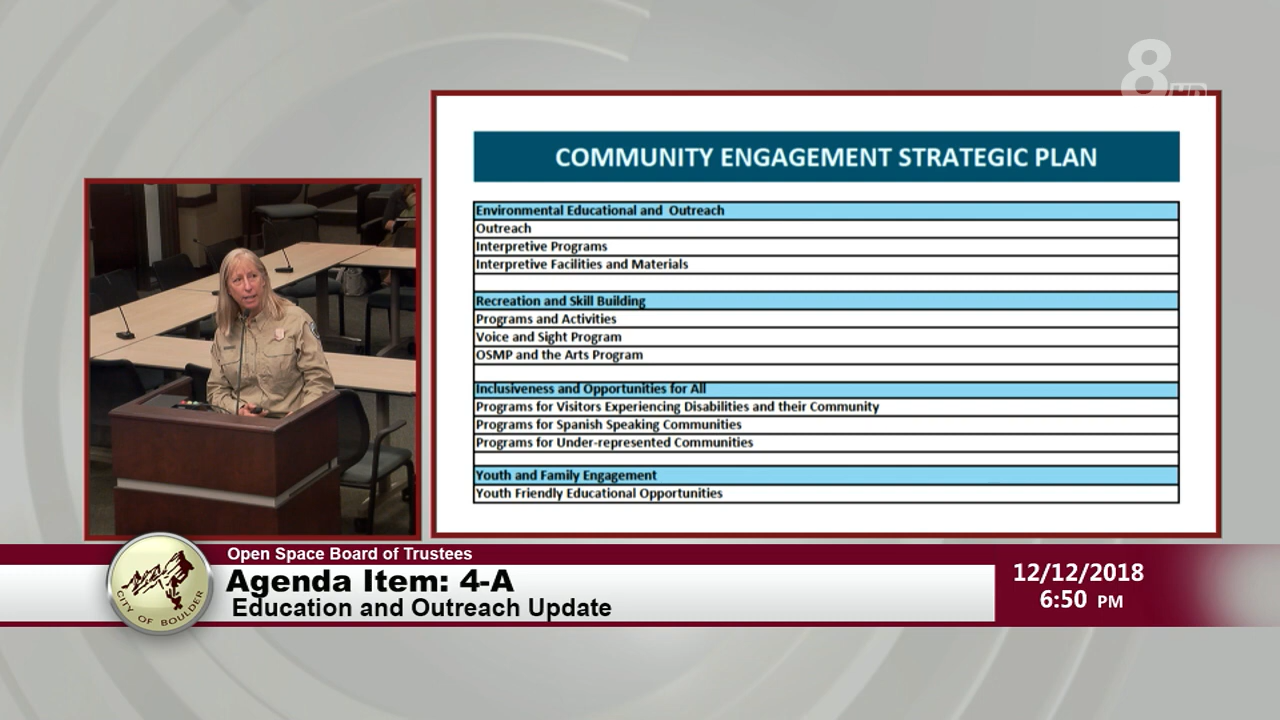 8
HD
COMMUNITY ENGAGEMENT STRATEGIC PLAN
Environmental Educational and Outreach
Outreach
Interpretive Programs
Interpretive Facilities and Materials
Recreation and Skill Building
Programs and Activities
Voice and Sight Program
OSMP and the Arts Program
Inclusiveness and Opportunities for All
Programs for Visitors Experiencing Disabilities and their Community
Programs for Spanish Speaking Communities
Programs for Under-represented Communities
Youth and Family Engagement
Youth Friendly Educational Opportunities
Open Space Board of Trustees
Agenda Item: 4-A
Education and Outreach Update
CITY OF BOULDER
12/12/2018
6:50 PM